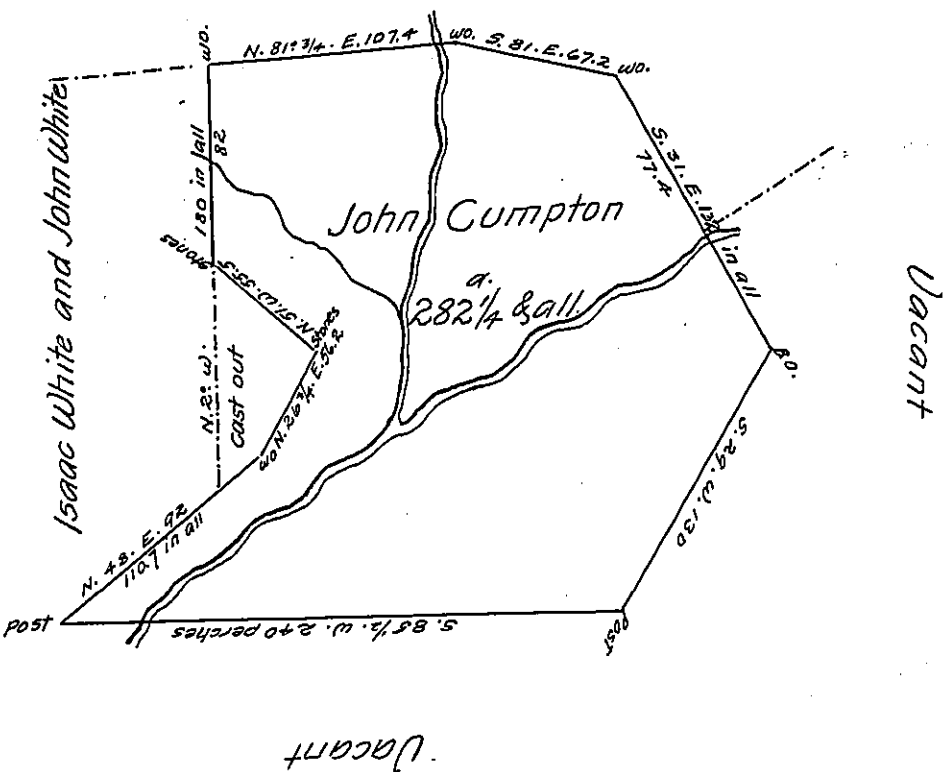 N. 81° 3/4. E. 107.4
wo.
S. 81. E. 67.2
wo.
wo.
Isaac White and John White
180 in all
82
S. 31. E. 132
in all
77.4
John Cumpton
a.
282 1/4 & all.
Vacant
stones
N. 51. W. 55.5
stones
N. 26 3/4. E. 56.2
wo
N. 2° W.
cast out
R.O.
S. 29. W. 130
N. 48. E. 92
110.7 in all
Post
S. 85 1/2. W. 240 perches
Post
Vacant